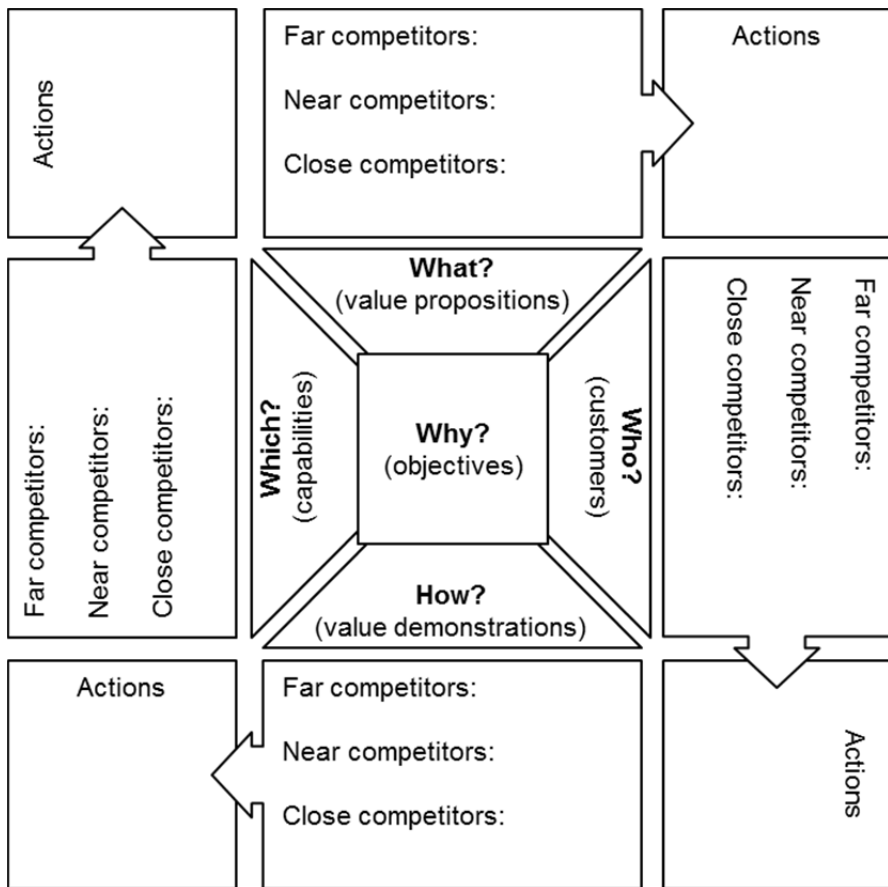 Actions
Far competitors:
Near competitors:
Close competitors:
Actions
What?
(value propositions)
Which?
(capabilities)
Why?
(objectives)
Who?
(customers)
How?
(value demonstrations)
Far competitors:
Near competitors:
Close competitors:
Far competitors:
Near competitors:
Close competitors:
Actions
Far competitors:
Near competitors:
Close competitors:
Actions